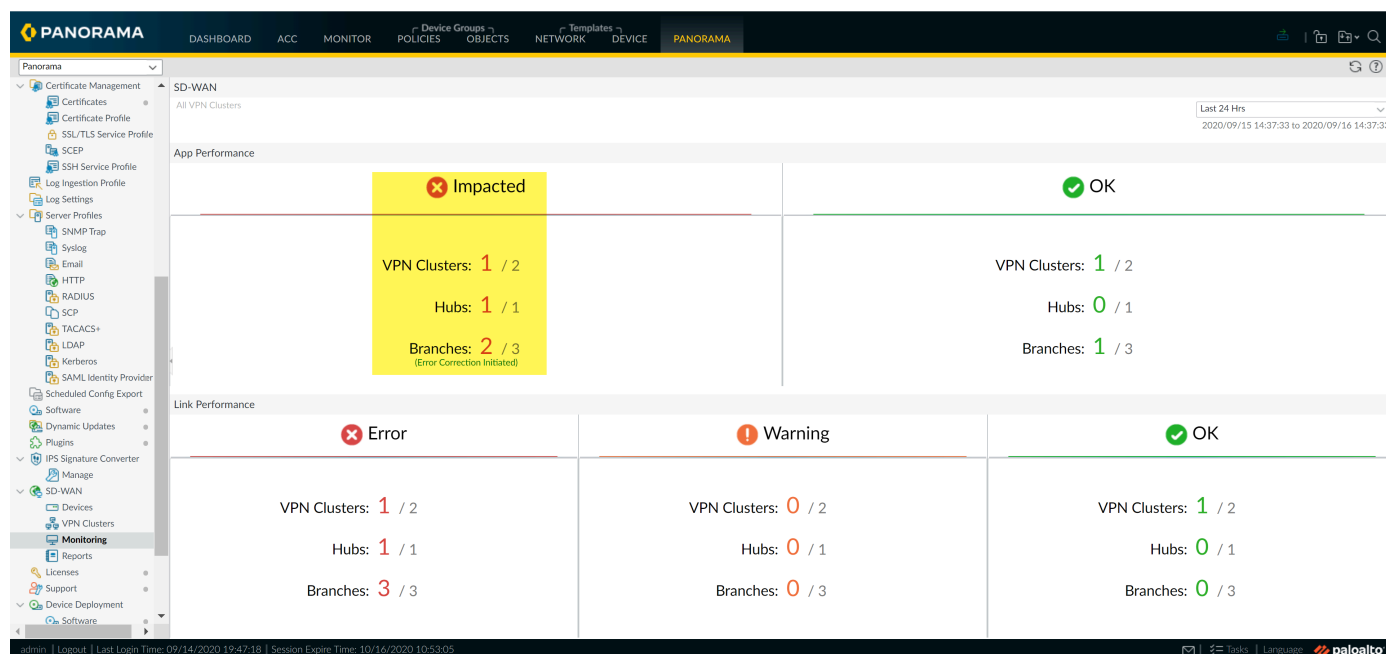 PANORAMA
Device Groups
Templates
DASHBOARD ACC MONITOR POLICIES OBJECTS NETWORK DEVICE PANORAMA
Panorama
Certificate Management
Certificates
Certificate Profile
SSL/TLS Service Profile
SCEP
SSH Service Profile
Log Ingestion Profile
Log Settings
Server Profiles
SNMP Trap
Syslog
Email
HTTP
RADIUS
SCP
TACACS+
LDAP
Kerberos
SAML Identity Provider
Scheduled Config Export
Software
Dynamic Updates
Plugins
IPS Signature Converter
Manage
SD-WAN
Devices
VPN Clusters
Monitoring
Reports
Licenses
Support
Device Deployment
Software
SD-WAN
All VPN Clusters
Last 24 Hrs
2020/09/15 14:37:33 to 2020/09/16 14:37:33
App Performance
Impacted
VPN Clusters: 1 / 2
Hubs: 1 / 1
Branches: 2 / 3
(Error Correction Initiated)
OK
VPN Clusters: 1 / 2
Hubs: 0 / 1
Branches: 1 / 3
Link Performance
Error
VPN Clusters: 1 / 2
Hubs: 1 / 1
Branches: 3 / 3
Warning
VPN Clusters: 0 / 2
Hubs: 0 / 1
Branches: 0 / 3
OK
VPN Clusters: 1 / 2
Hubs: 0 / 1
Branches: 0 / 3
admin | Logout | Last Login Time: 09/14/2020 19:47:18 | Session Expire Time: 10/16/2020 10:53:05
Tasks | Language paloalto